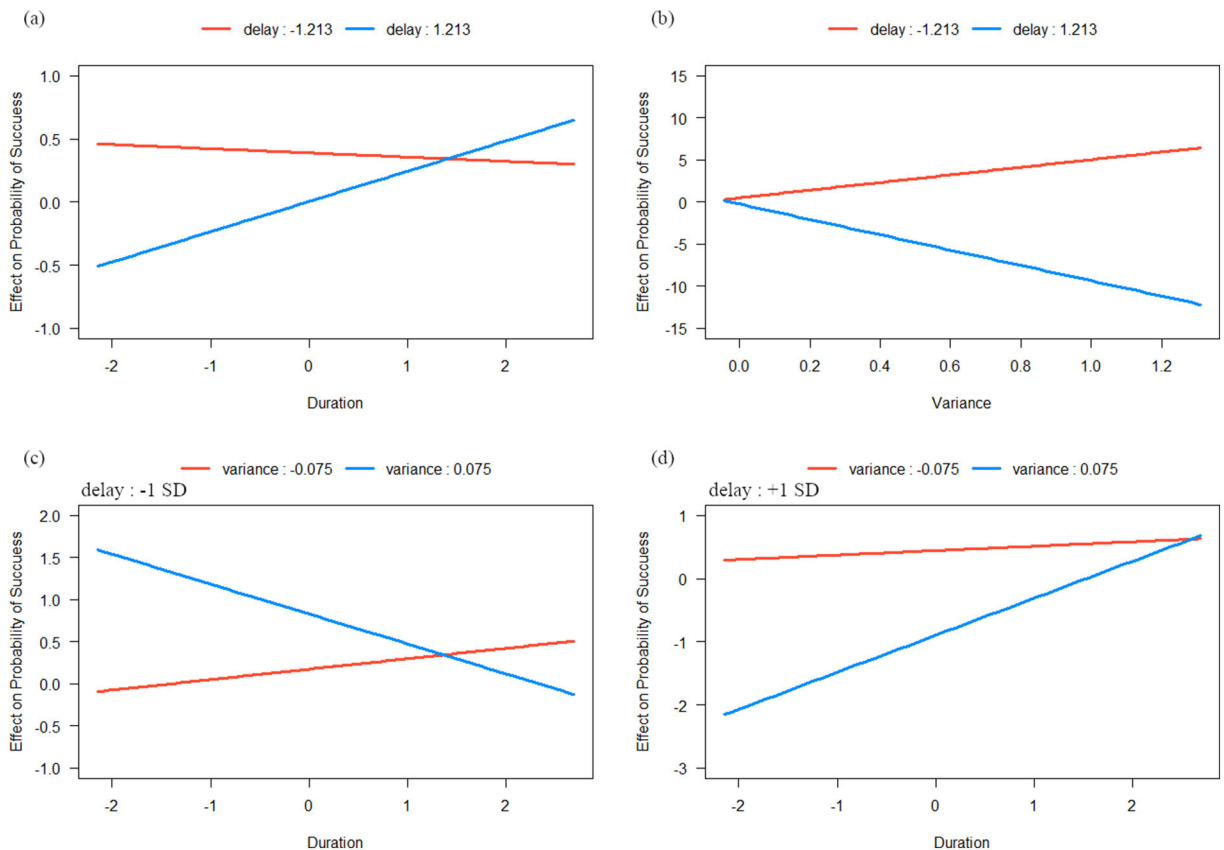 (a)
delay : -1.213 delay : 1.213
1.0
0.5
0.0
-0.5
-1.0
Effect on Probability of Succuess
-2 -1 0 1 2
Duration
(b)
delay : -1.213 delay : 1.213
15
10
5
0
-5
-10
-15
Effect on Probability of Succuess
0.0 0.2 0.4 0.6 0.8 1.0 1.2
Variance
(c)
variance : -0.075 variance : 0.075
delay : -1 SD
2.0
1.5
1.0
0.5
0.0
-0.5
-1.0
Effect on Probability of Succuess
-2 -1 0 1 2
Duration
(d)
variance : -0.075 variance : 0.075
delay : +1 SD
1
0
-1
-2
-3
Effect on Probability of Succuess
-2 -1 0 1 2
Duration